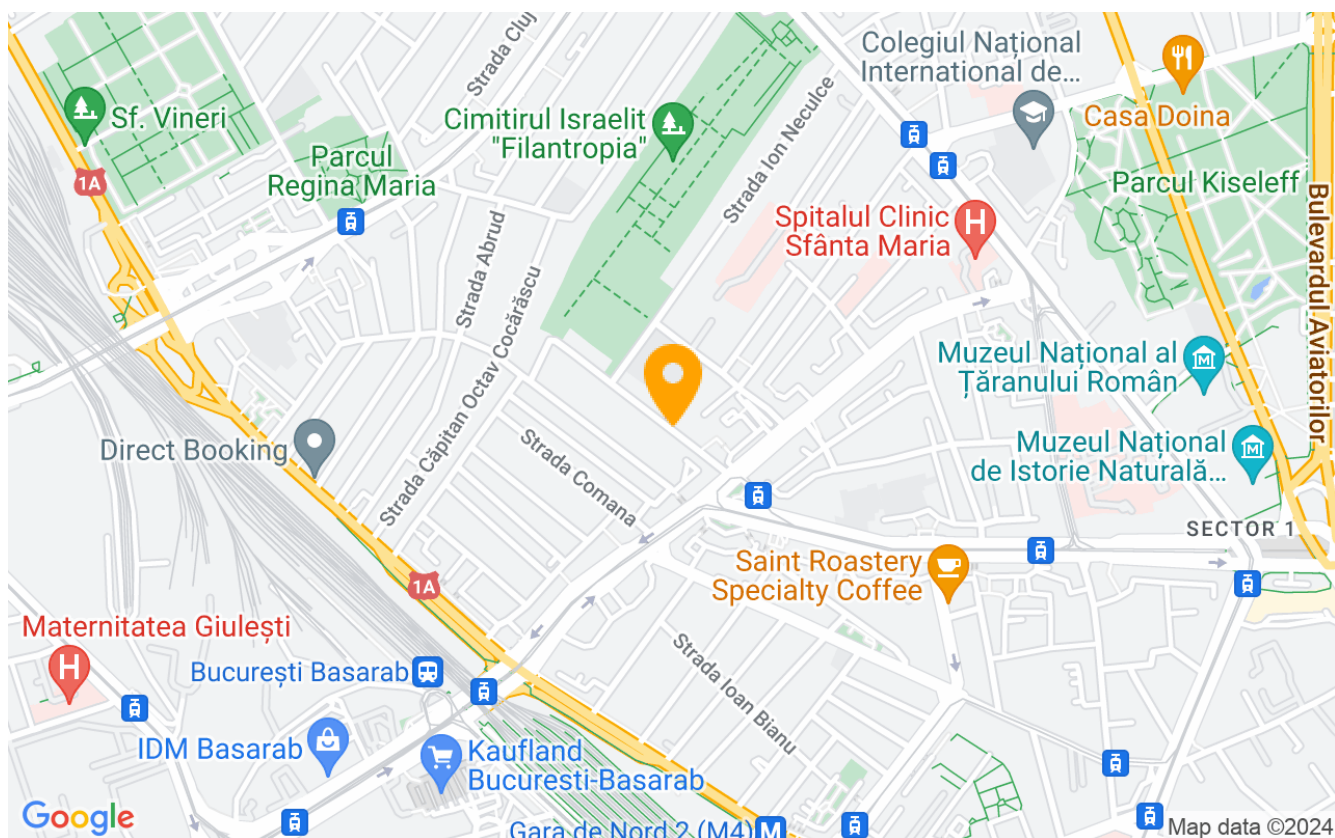 Strada Cluj
Colegiul Național
International de...
Casa Doina
Sf. Vineri
Cimitirul Israelit
"Filantropia"
Strada Ion Neculce
Parcul
Regina Maria
1A
Parcul Kiseleff
Bulevardul Aviatorilor
Spitalul Clinic
Sfânta Maria
H
Strada Abrud
Strada Căpitan Octav Cocărăscu
Muzeul Național al
Țăranului Român
M
Direct Booking
Strada Comana
Muzeul Național
de Istorie Naturală...
M
SECTOR 1
Saint Roastery
Specialty Coffee
1A
Maternitatea Giulești
H
București Basarab
Strada Ioan Bianu
IDM Basarab
Kaufland
Bucuresti-Basarab
Google
Gara de Nord 2 (M4)
M
Map data ©2024